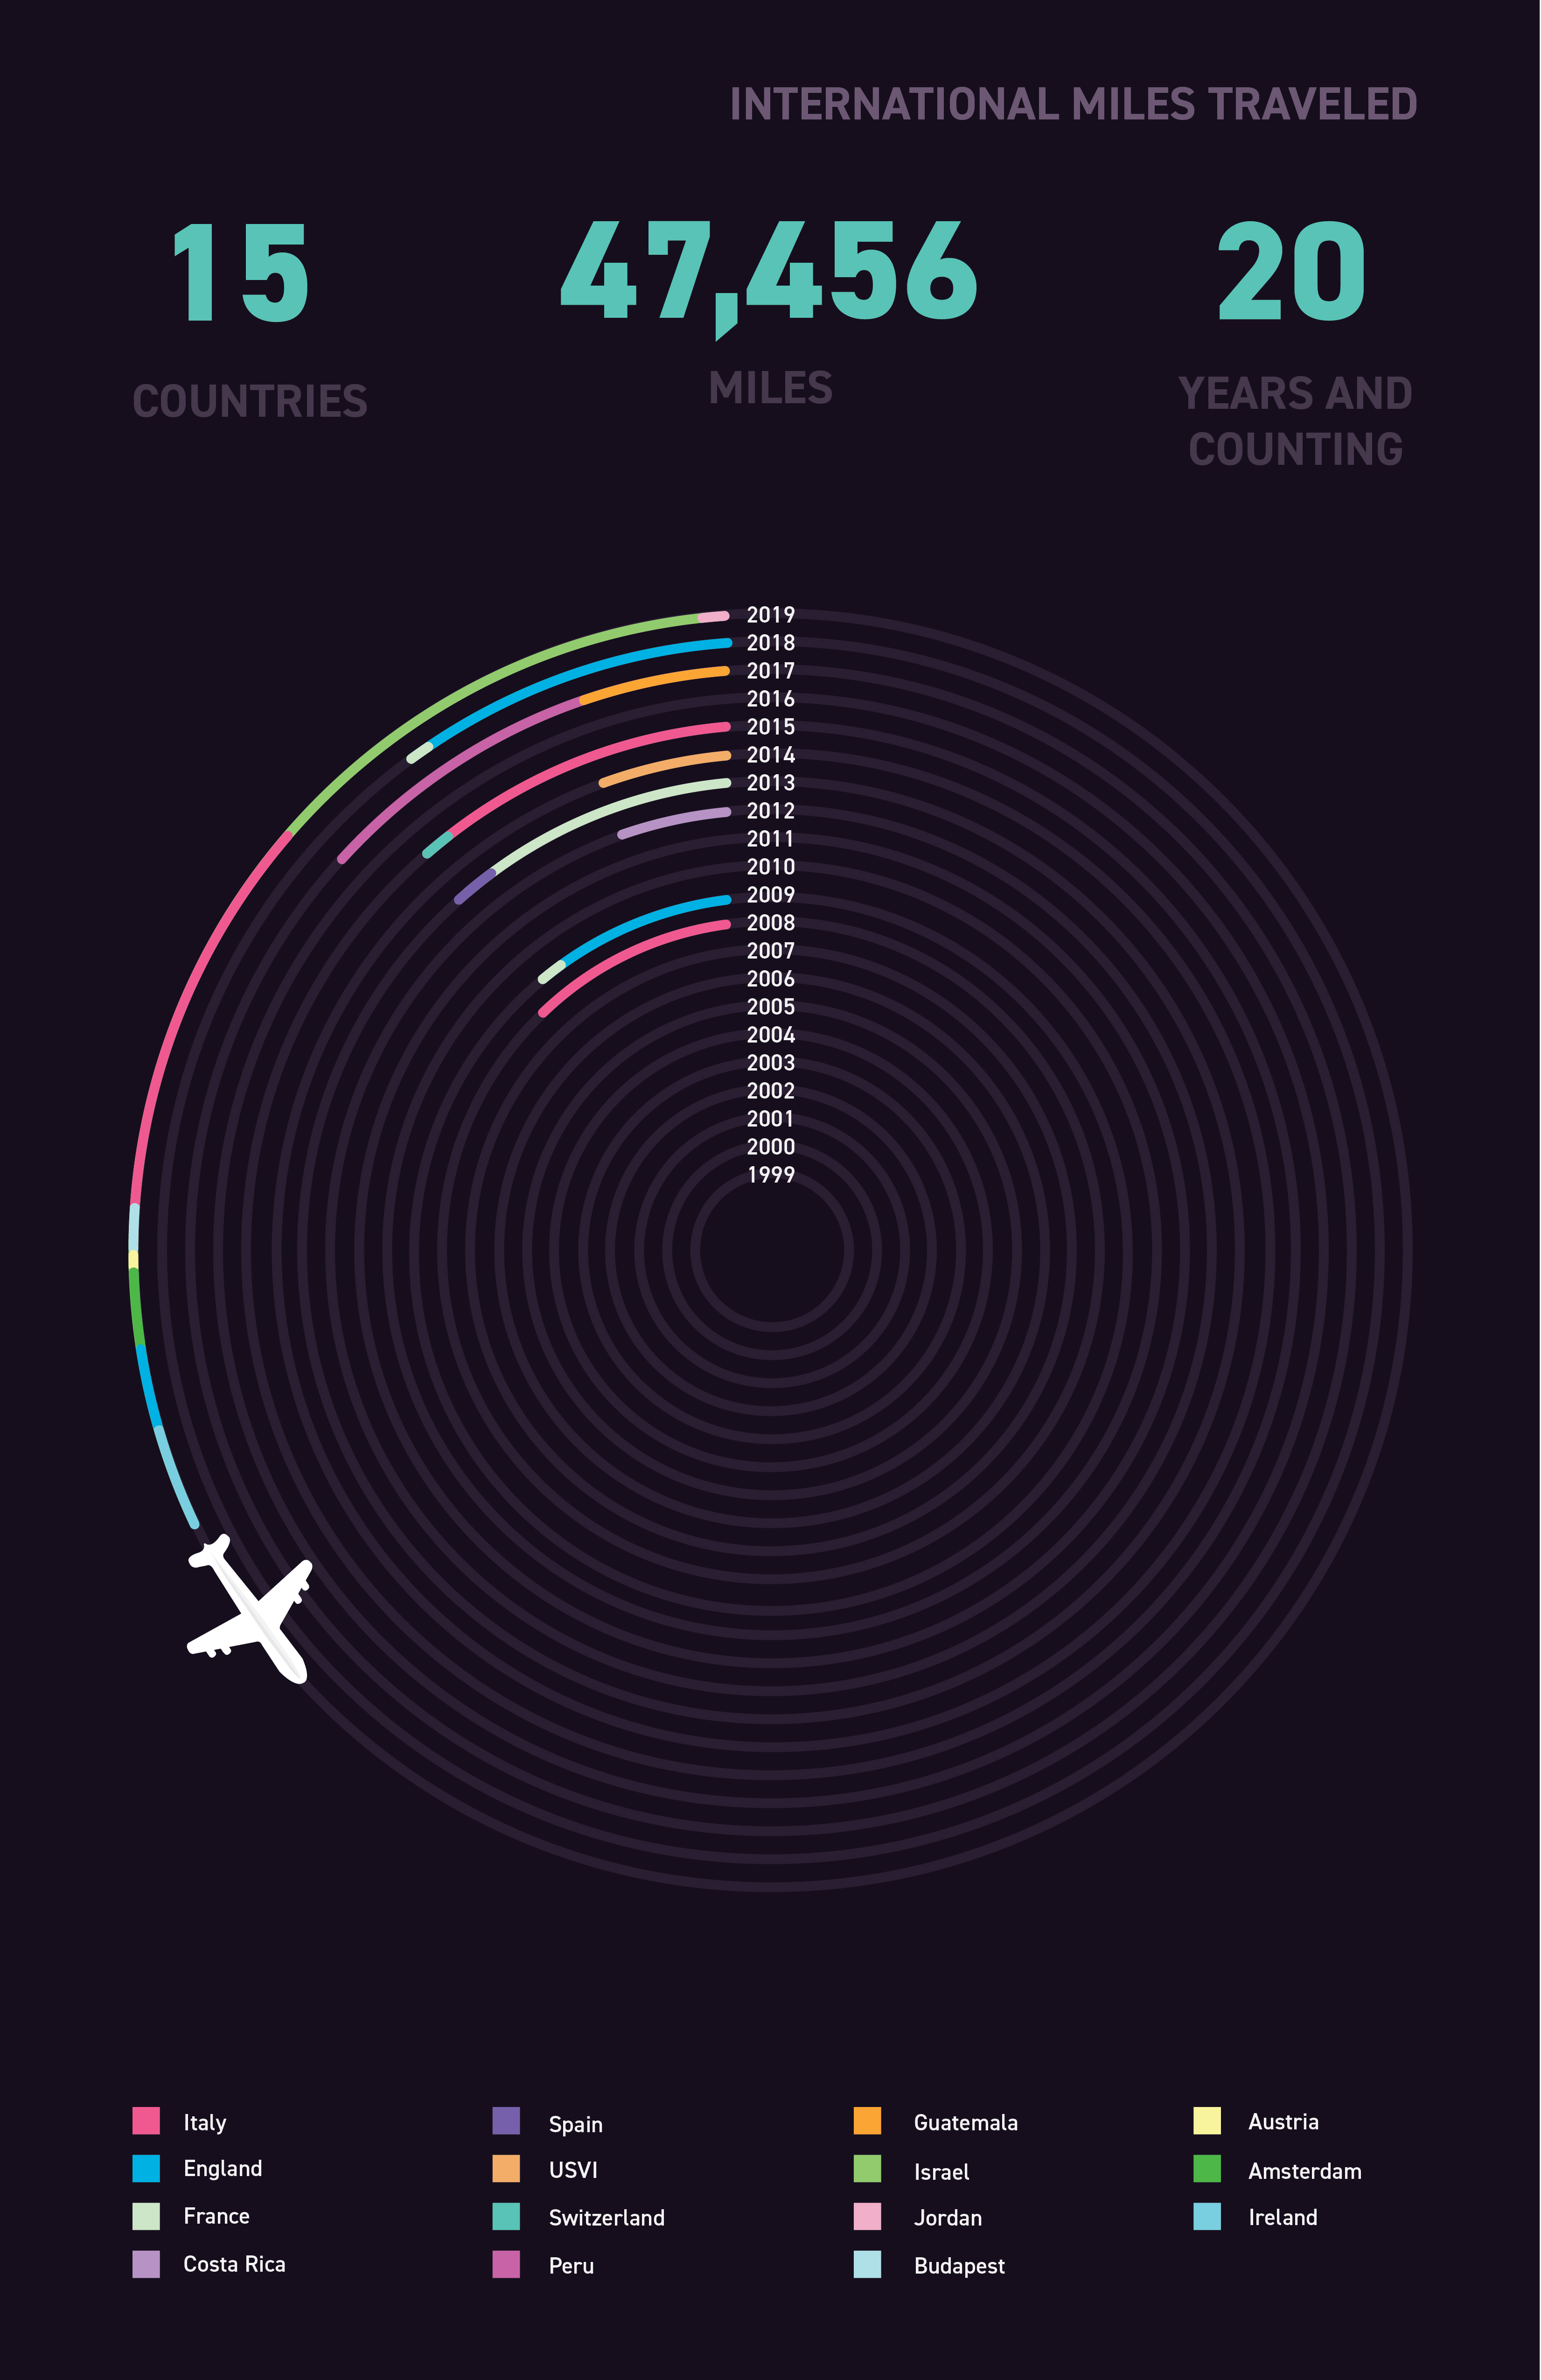 INTERNATIONAL MILES TRAVELED
15
COUNTRIES
47,456
MILES
20
YEARS AND
COUNTING
2019
2018
2017
2016
2015
2014
2013
2012
2011
2010
2009
2008
2007
2006
2005
2004
2003
2002
2001
2000
1999
Italy
England
France
Costa Rica
Spain
USVI
Switzerland
Peru
Guatemala
Israel
Jordan
Budapest
Austria
Amsterdam
Ireland